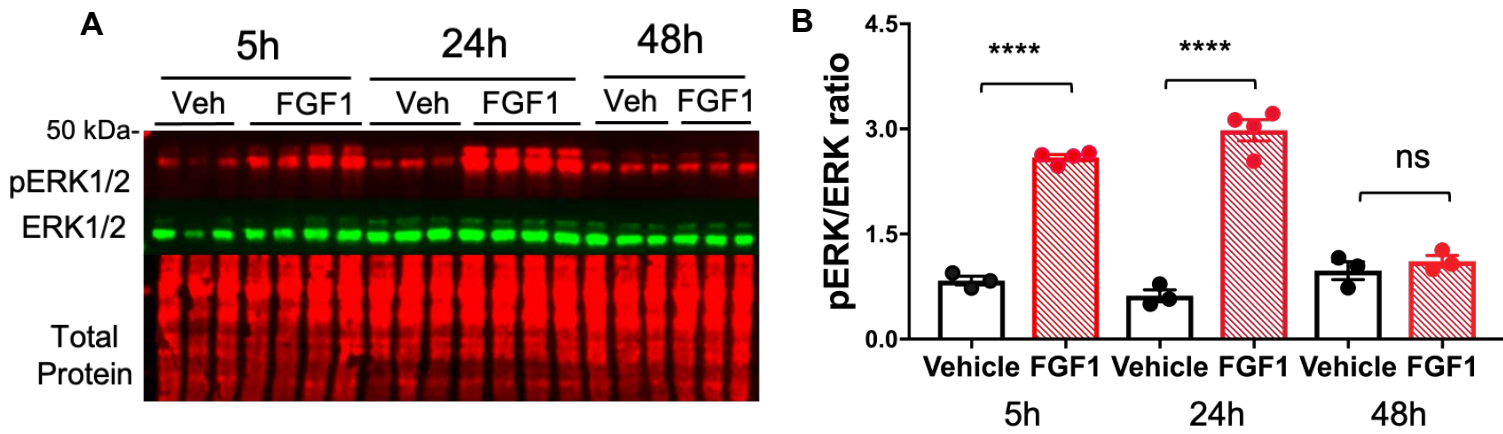 A
5h 24h 48h
Veh FGF1 Veh FGF1 Veh FGF1
50 kDa-
pERK1/2
ERK1/2
Total
Protein
B
pERK/ERK ratio
4.5
3.0
1.5
0.0
**** **** ns
Vehicle FGF1 Vehicle FGF1 Vehicle FGF1
5h 24h 48h